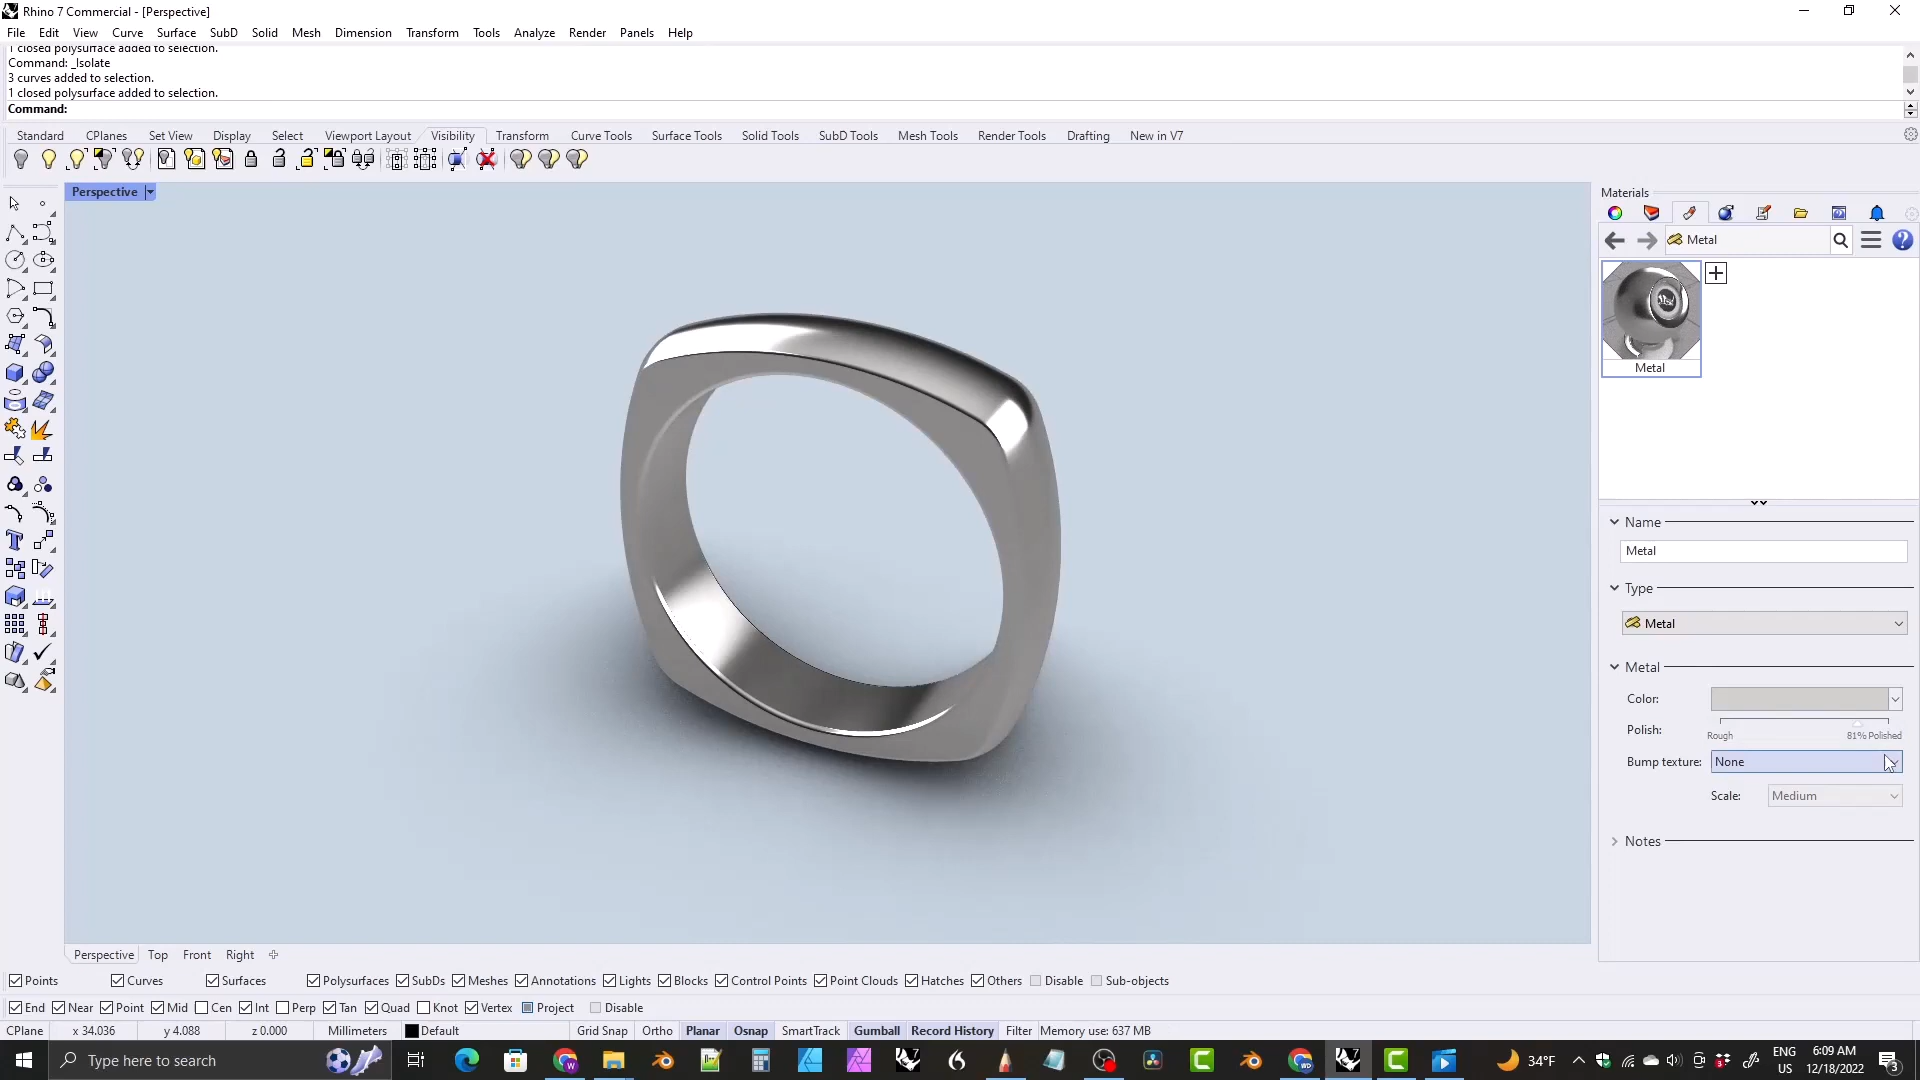 Rhino 7 Commercial - [Perspective]
File Edit View Curve Surface SubD Solid Mesh Dimension Transform Tools Analyze Render Panels Help
1 closed polysurface added to selection.
Command: _Isolate
3 curves added to selection.
1 closed polysurface added to selection.
Command:
Standard CPlanes Set View Display Select Viewport Layout Visibility Transform Curve Tools Surface Tools Solid Tools SubD Tools Mesh Tools Render Tools Drafting New in V7
Perspective
Materials
Metal
Metal
Name
Metal
Type
Metal
Metal
Color:
Polish:
Rough 81% Polished
Bump texture: None
Scale: Medium
Notes
Perspective Top Front Right
Points Curves Surfaces Polysurfaces SubDs Meshes Annotations Lights Blocks Control Points Point Clouds Hatches Others Disable Sub-objects
End Near Point Mid Cen Int Perp Tan Quad Knot Vertex Project Disable
CPlane x 34.036 y 4.088 z 0.000 Millimeters Default Grid Snap Ortho Planar Osnap SmartTrack Gumball Record History Filter Memory use: 637 MB
Type here to search
34°F
ENG
US
6:09 AM
12/18/2022
3